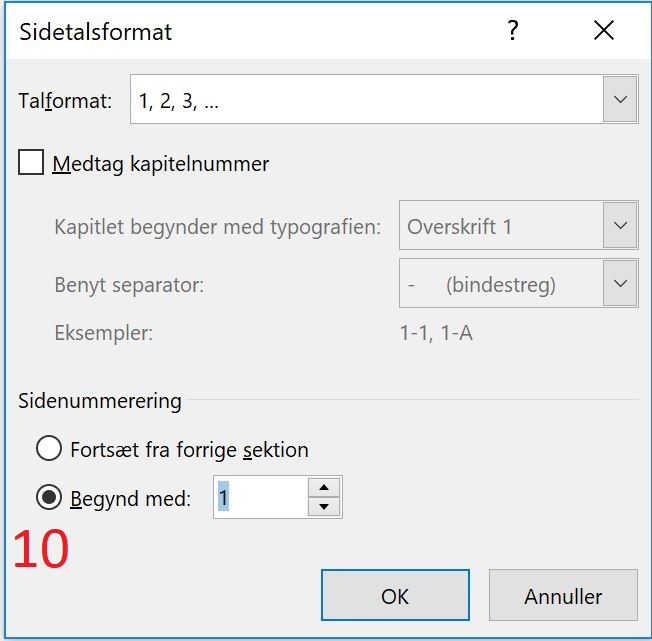 Sidetalsformat ?
Talformat: 1, 2, 3, ...
Medtag kapitelnummer
Kapitlet begynder med typografien: Overskrift 1
Benyt separator: - (bindestreg)
Eksempler: 1-1, 1-A
Sidenummerering
Fortsæt fra forrige sektion
Begynd med: 1
10
OK Annuller